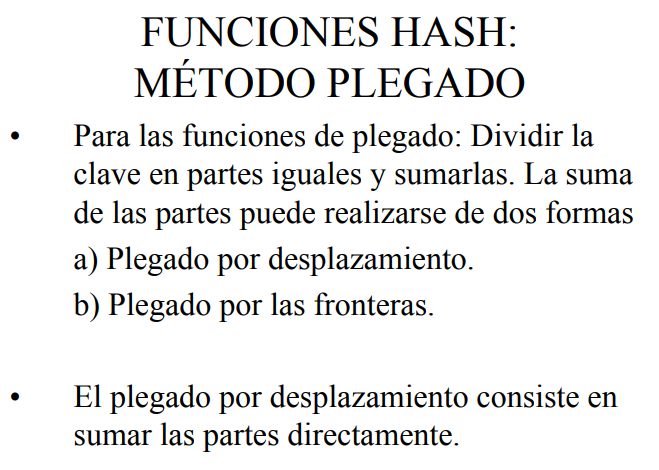 FUNCIONES HASH:
MÉTODO PLEGADO
• Para las funciones de plegado: Dividir la
clave en partes iguales y sumarlas. La suma
de las partes puede realizarse de dos formas
a) Plegado por desplazamiento.
b) Plegado por las fronteras.
• El plegado por desplazamiento consiste en
sumar las partes directamente.